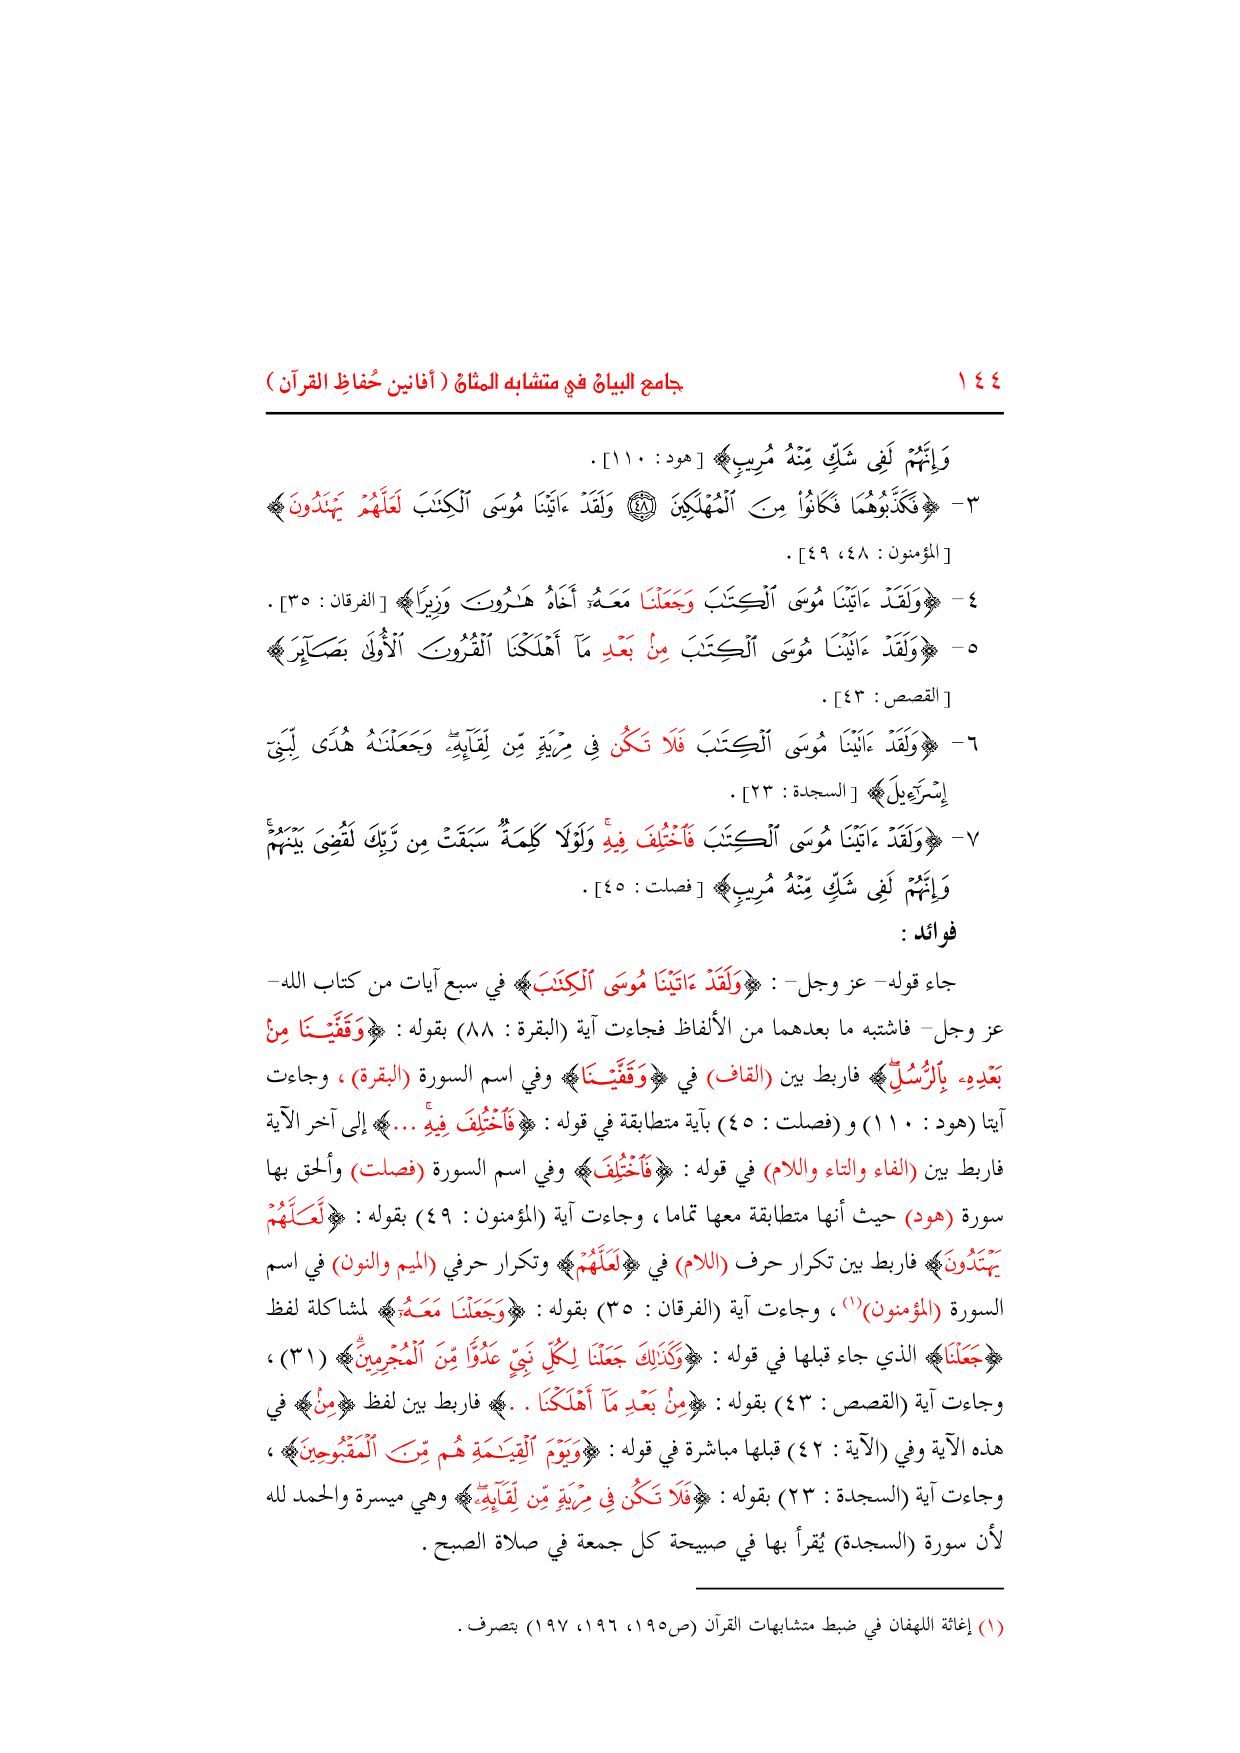 ١٤٤ جامع البيان في متشابه المثان ( أفانين حُفاظِ القرآن )
وَإِنَّهُمْ لَفِى شَكٍّ مِّنْهُ مُرِيبٍ﴾ [ هود : ١١٠] .
٣- ﴿فَكَذَّبُوهُمَا فَكَانُوا۟ مِنَ ٱلْمُهْلَكِينَ ٤٨ وَلَقَدْ ءَاتَيْنَا مُوسَى ٱلْكِتَٰبَ لَعَلَّهُمْ يَهْتَدُونَ﴾
[ المؤمنون : ٤٨، ٤٩] .
٤- ﴿وَلَقَدْ ءَاتَيْنَا مُوسَى ٱلْكِتَٰبَ وَجَعَلْنَا مَعَهُۥٓ أَخَاهُ هَٰرُونَ وَزِيرًا﴾ [ الفرقان : ٣٥] .
٥- ﴿وَلَقَدْ ءَاتَيْنَا مُوسَى ٱلْكِتَٰبَ مِنۢ بَعْدِ مَآ أَهْلَكْنَا ٱلْقُرُونَ ٱلْأُولَىٰ بَصَآئِرَ﴾
[ القصص : ٤٣] .
٦- ﴿وَلَقَدْ ءَاتَيْنَا مُوسَى ٱلْكِتَٰبَ فَلَا تَكُن فِى مِرْيَةٍ مِّن لِّقَآئِهِۦۖ وَجَعَلْنَٰهُ هُدًى لِّبَنِىٓ
إِسْرَٰٓءِيلَ﴾ [ السجدة : ٢٣] .
٧- ﴿وَلَقَدْ ءَاتَيْنَا مُوسَى ٱلْكِتَٰبَ فَٱخْتُلِفَ فِيهِۚ وَلَوْلَا كَلِمَةٌ سَبَقَتْ مِن رَّبِّكَ لَقُضِىَ بَيْنَهُمْۚ
وَإِنَّهُمْ لَفِى شَكٍّ مِّنْهُ مُرِيبٍ﴾ [ فصلت : ٤٥] .
فوائد :
جاء قوله- عز وجل- : ﴿وَلَقَدْ ءَاتَيْنَا مُوسَى ٱلْكِتَٰبَ﴾ في سبع آيات من كتاب الله-
عز وجل- فاشتبه ما بعدهما من الألفاظ فجاءت آية (البقرة : ٨٨) بقوله : ﴿وَقَفَّيْنَا مِنۢ
بَعْدِهِۦ بِٱلرُّسُلِۖ﴾ فاربط بين (القاف) في ﴿وَقَفَّيْنَا﴾ وفي اسم السورة (البقرة) ، وجاءت
آيتا (هود : ١١٠) و (فصلت : ٤٥) بآية متطابقة في قوله : ﴿فَٱخْتُلِفَ فِيهِۚ ...﴾ إلى آخر الآية
فاربط بين (الفاء والتاء واللام) في قوله : ﴿فَٱخْتُلِفَ﴾ وفي اسم السورة (فصلت) وألحق بها
سورة (هود) حيث أنها متطابقة معها تماما ، وجاءت آية (المؤمنون : ٤٩) بقوله : ﴿لَعَلَّهُمْ
يَهْتَدُونَ﴾ فاربط بين تكرار حرف (اللام) في ﴿لَعَلَّهُمْ﴾ وتكرار حرفي (الميم والنون) في اسم
السورة (المؤمنون)(١) ، وجاءت آية (الفرقان : ٣٥) بقوله : ﴿وَجَعَلْنَا مَعَهُۥٓ﴾ لمشاكلة لفظ
﴿جَعَلْنَا﴾ الذي جاء قبلها في قوله : ﴿وَكَذَٰلِكَ جَعَلْنَا لِكُلِّ نَبِىٍّ عَدُوًّا مِّنَ ٱلْمُجْرِمِينَۗ﴾ (٣١) ،
وجاءت آية (القصص : ٤٣) بقوله : ﴿مِنۢ بَعْدِ مَآ أَهْلَكْنَا . .﴾ فاربط بين لفظ ﴿مِنۢ﴾ في
هذه الآية وفي (الآية : ٤٢) قبلها مباشرة في قوله : ﴿وَيَوْمَ ٱلْقِيَٰمَةِ هُم مِّنَ ٱلْمَقْبُوحِينَ﴾ ،
وجاءت آية (السجدة : ٢٣) بقوله : ﴿فَلَا تَكُن فِى مِرْيَةٍ مِّن لِّقَآئِهِۦۖ﴾ وهي ميسرة والحمد لله
لأن سورة (السجدة) يُقرأ بها في صبيحة كل جمعة في صلاة الصبح .
(١) إغاثة اللهفان في ضبط متشابهات القرآن (ص١٩٥، ١٩٦، ١٩٧) بتصرف .